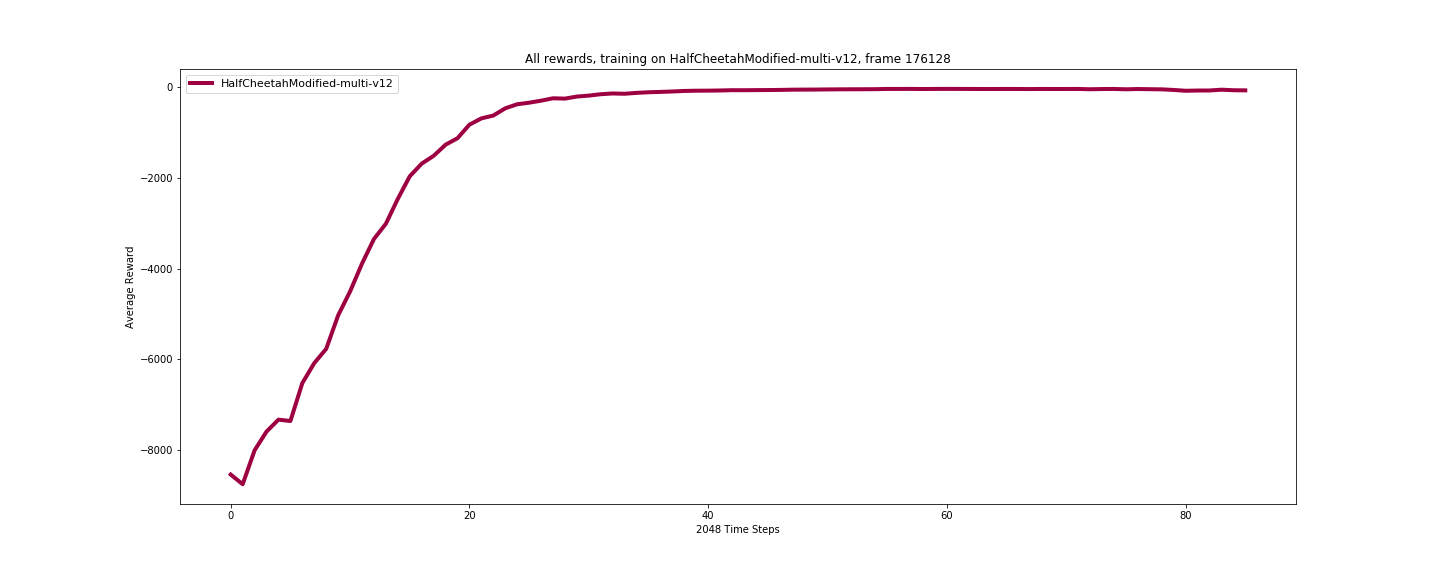 All rewards, training on HalfCheetahModified-multi-v12, frame 176128
HalfCheetahModified-multi-v12
0
−2000
−4000
−6000
−8000
Average Reward
0 20 40 60 80
2048 Time Steps